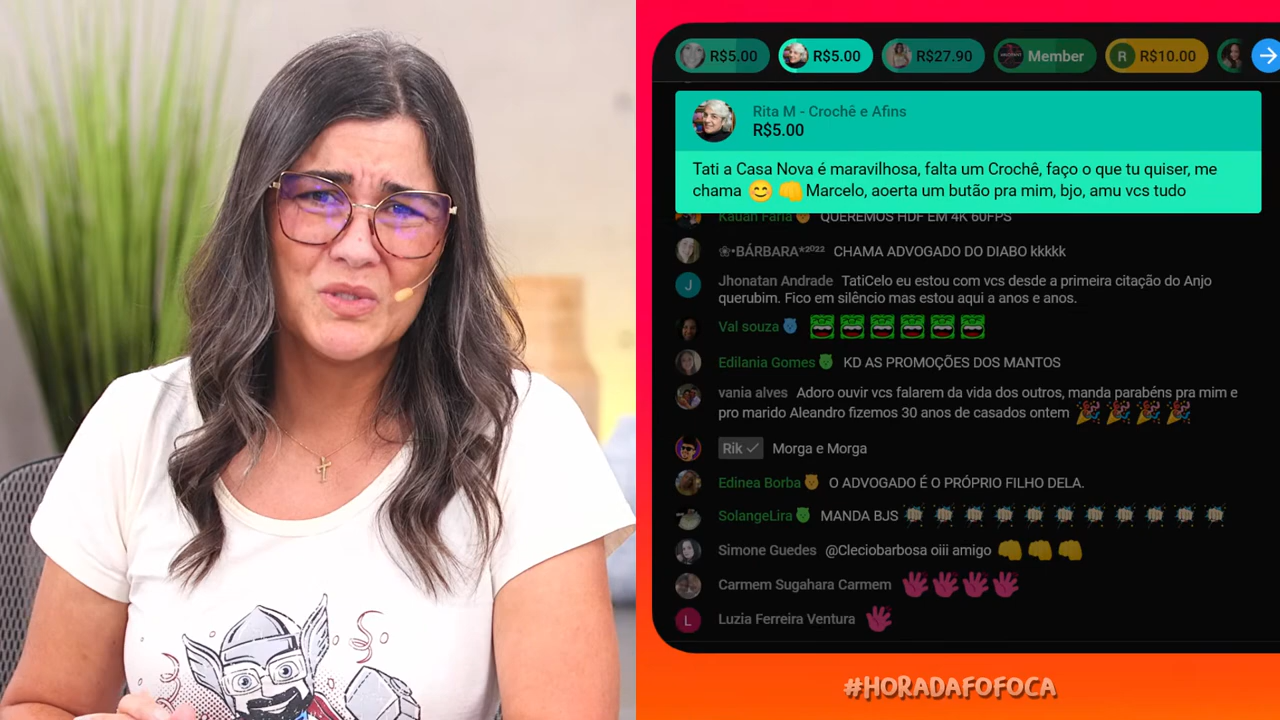 R$5.00
R$5.00
R$27.90
Member
R
R$10.00
Rita M - Crochê e Afins
R$5.00
Tati a Casa Nova é maravilhosa, falta um Crochê, faço o que tu quiser, me
chama 😊 👊 Marcelo, aoerta um butão pra mim, bjo, amu vcs tudo
Kauan Faria QUEREMOS HDF EM 4K 60FPS
❀•BÁRBARA*²⁰²² CHAMA ADVOGADO DO DIABO kkkkk
J
Jhonatan Andrade TatiCelo eu estou com vcs desde a primeira citação do Anjo
querubim. Fico em silêncio mas estou aqui a anos e anos.
Val souza
Edilania Gomes KD AS PROMOÇÕES DOS MANTOS
vania alves Adoro ouvir vcs falarem da vida dos outros, manda parabéns pra mim e
pro marido Aleandro fizemos 30 anos de casados ontem 🎉 🎉 🎉 🎉
Rik ✓ Morga e Morga
Edinea Borba O ADVOGADO É O PRÓPRIO FILHO DELA.
SolangeLira MANDA BJS
Simone Guedes @Cleciobarbosa oiii amigo 👊 👊 👊
Carmem Sugahara Carmem
L
Luzia Ferreira Ventura
#HORADAFOFOCA